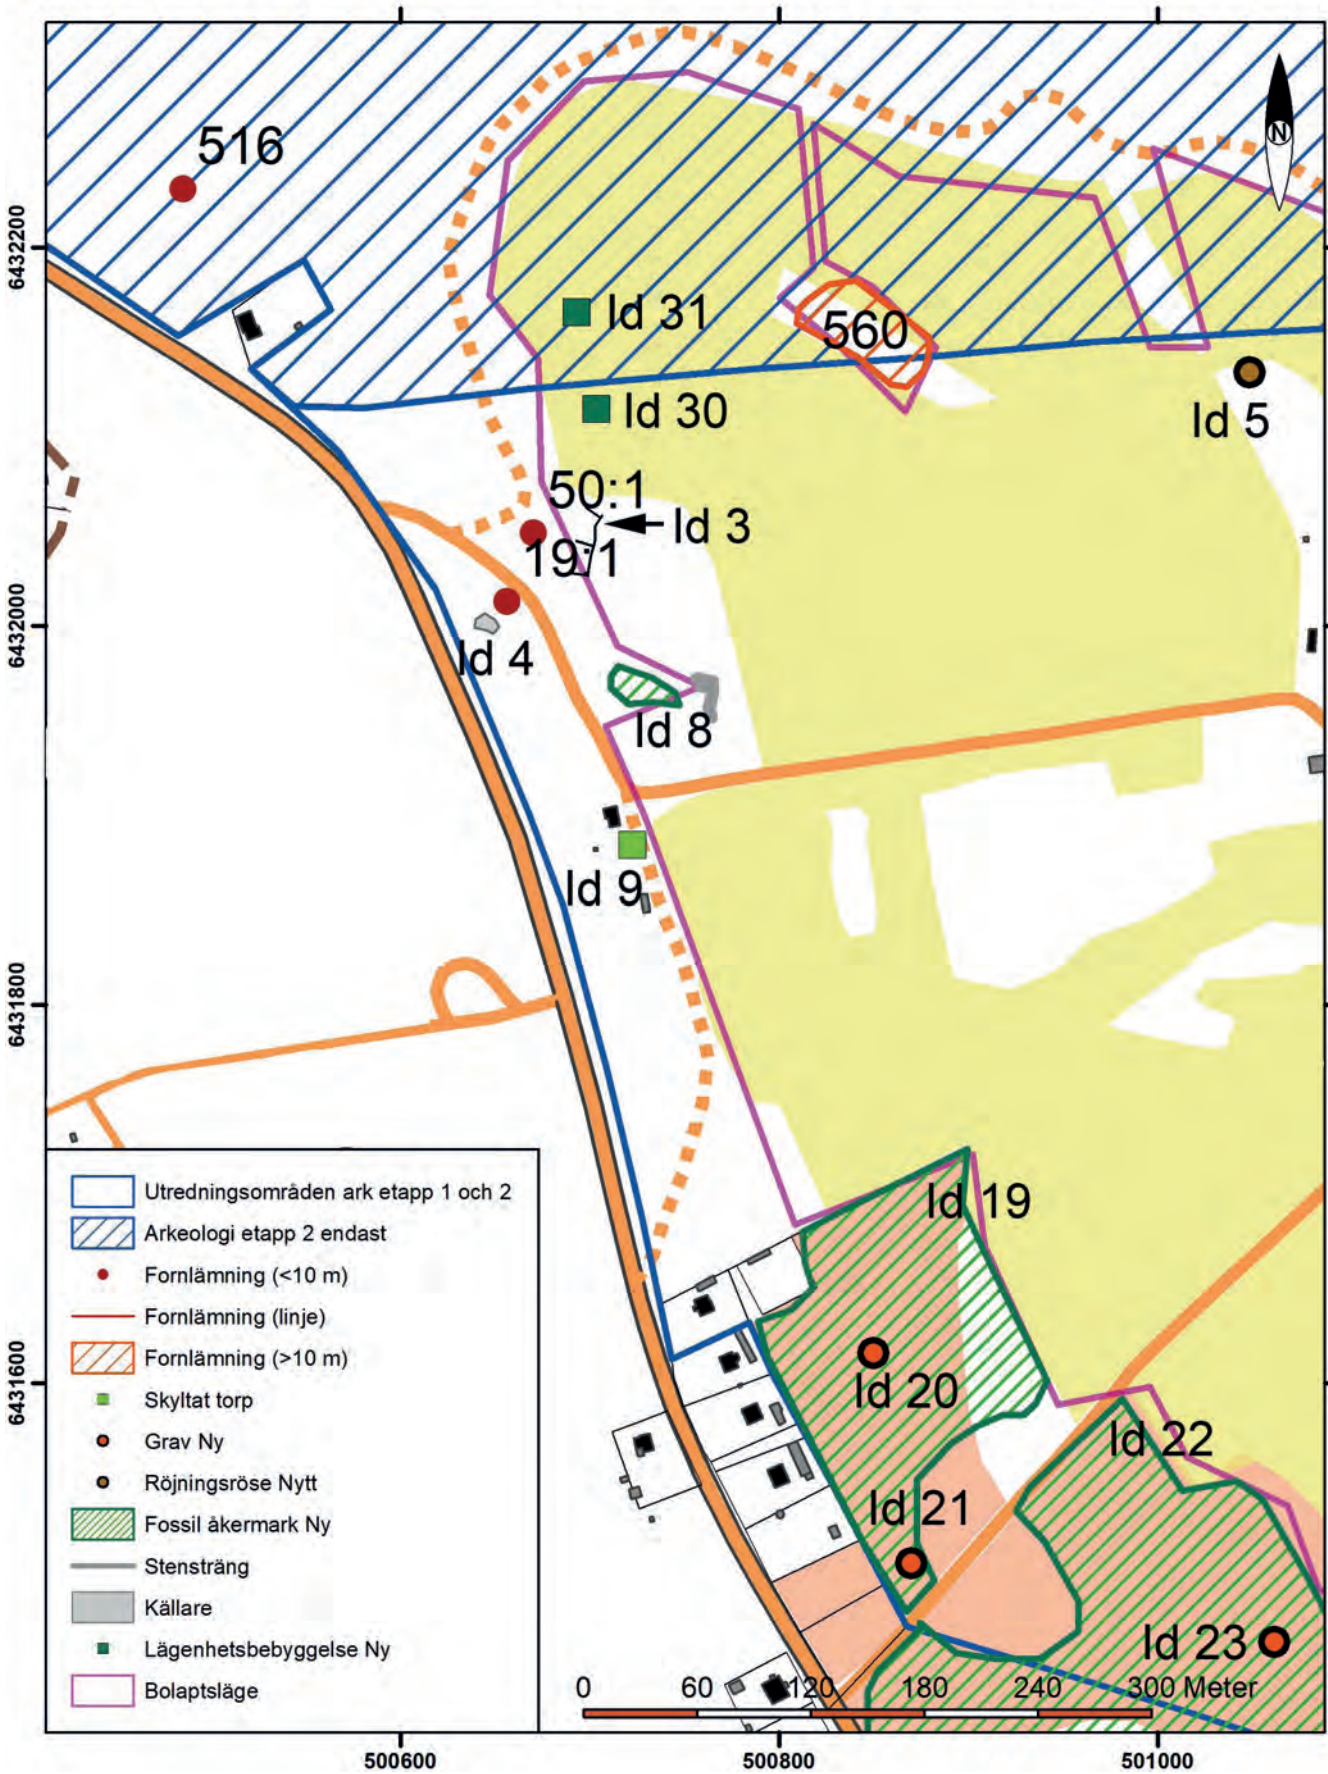 516
N
6432200
Id 31
560
Id 30
Id 5
50:1
Id 3
19:1
6432000
Id 4
Id 8
Id 9
6431800
Id 19
Utredningsområden ark etapp 1 och 2
Arkeologi etapp 2 endast
Fornlämning (<10 m)
Fornlämning (linje)
Fornlämning (>10 m)
Skyltat torp
Grav Ny
Röjningsröse Nytt
Fossil åkermark Ny
Stensträng
Källare
Lägenhetsbebyggelse Ny
Bolaptsläge
6431600
Id 20
Id 22
Id 21
Id 23
0 60 120 180 240 300 Meter
500600 500800 501000